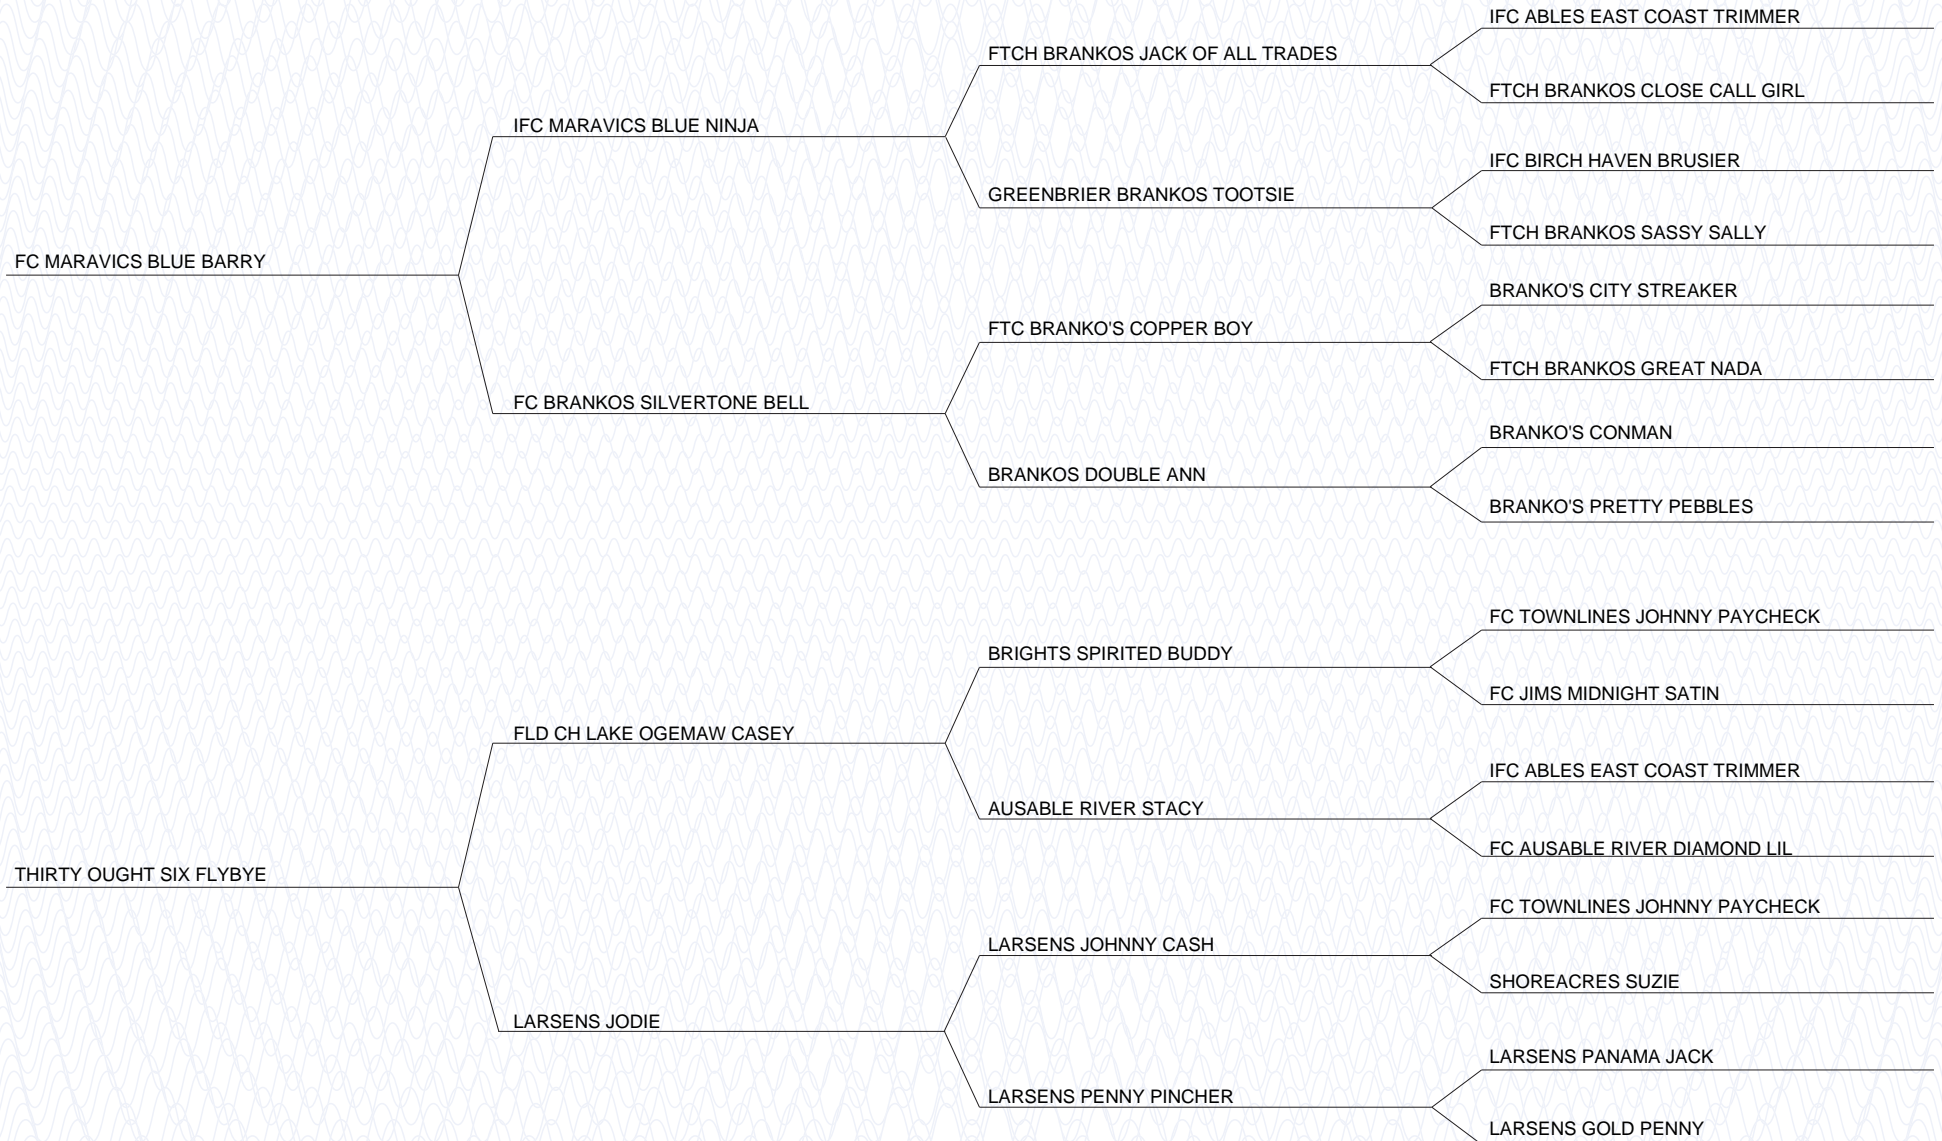 IFC ABLES EAST COAST TRIMMER
FTCH BRANKOS JACK OF ALL TRADES
FTCH BRANKOS CLOSE CALL GIRL
IFC MARAVICS BLUE NINJA
IFC BIRCH HAVEN BRUSIER
GREENBRIER BRANKOS TOOTSIE
FTCH BRANKOS SASSY SALLY
FC MARAVICS BLUE BARRY
BRANKO'S CITY STREAKER
FTC BRANKO'S COPPER BOY
FTCH BRANKOS GREAT NADA
FC BRANKOS SILVERTONE BELL
BRANKO'S CONMAN
BRANKOS DOUBLE ANN
BRANKO'S PRETTY PEBBLES
FC TOWNLINES JOHNNY PAYCHECK
BRIGHTS SPIRITED BUDDY
FC JIMS MIDNIGHT SATIN
FLD CH LAKE OGEMAW CASEY
IFC ABLES EAST COAST TRIMMER
AUSABLE RIVER STACY
FC AUSABLE RIVER DIAMOND LIL
THIRTY OUGHT SIX FLYBYE
FC TOWNLINES JOHNNY PAYCHECK
LARSENS JOHNNY CASH
SHOREACRES SUZIE
LARSENS JODIE
LARSENS PANAMA JACK
LARSENS PENNY PINCHER
LARSENS GOLD PENNY